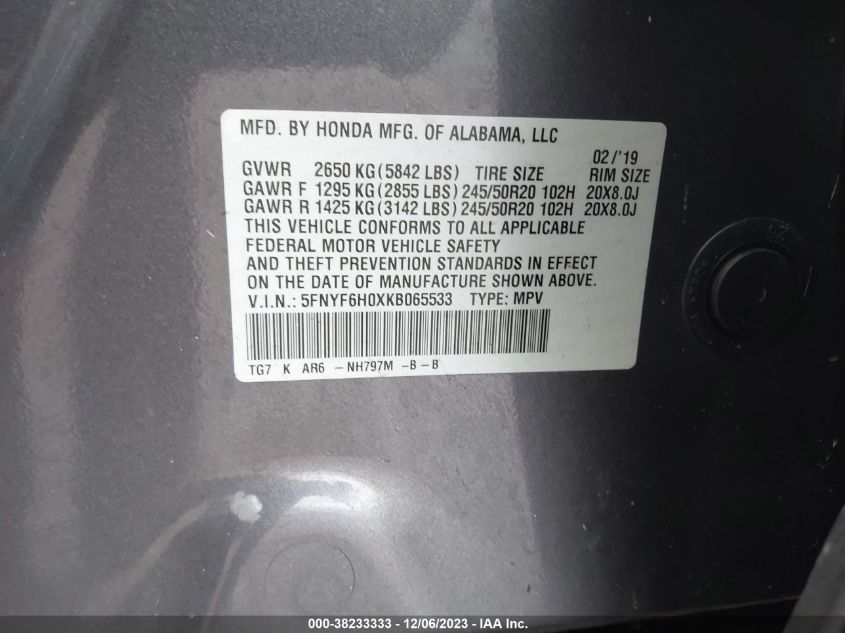 MFD. BY HONDA MFG. OF ALABAMA, LLC
02/'19
GVWR 2650 KG(5842 LBS) TIRE SIZE RIM SIZE
GAWR F 1295 KG(2855 LBS) 245/50R20 102H 20X8.0J
GAWR R 1425 KG(3142 LBS) 245/50R20 102H 20X8.0J
THIS VEHICLE CONFORMS TO ALL APPLICABLE
FEDERAL MOTOR VEHICLE SAFETY
AND THEFT PREVENTION STANDARDS IN EFFECT
ON THE DATE OF MANUFACTURE SHOWN ABOVE.
V.I.N.: 5FNYF6H0XKB065533 TYPE: MPV
TG7 K AR6 -NH797M -B-B
000-38233333 - 12/06/2023 - IAA Inc.